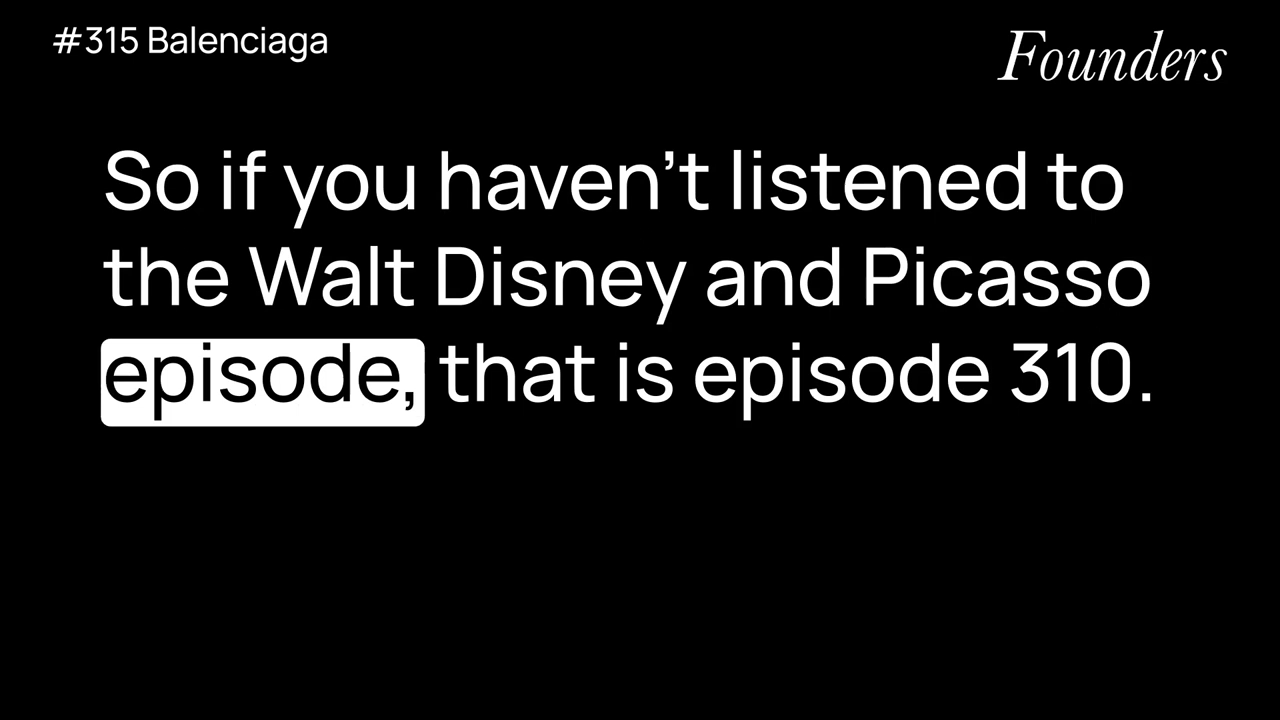 #315 Balenciaga
Founders
So if you haven’t listened to
the Walt Disney and Picasso
episode, that is episode 310.